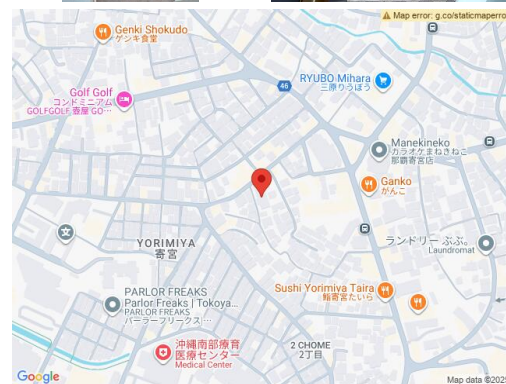 Map error: g.co/staticmaperro
Genki Shokudo
ゲンキ食堂
RYUBO Mihara
三原りうぼう
46
Golf Golf
コンドミニアム
GOLFGOLF 壺屋 GO…
Manekineko
カラオケまねきねこ
那覇寄宮店
Ganko
がんこ
YORIMIYA
寄宮
ランドリー ぶぶ。
Laundromat
PARLOR FREAKS
Parlor Freaks | Tokoya...
PARLOR FREAKS
パーラーフリークス|…
Sushi Yorimiya Taira
鮨寄宮たいら
沖縄南部療育
医療センター
Medical Center
2 CHOME
2丁目
Google
Map data ©2025